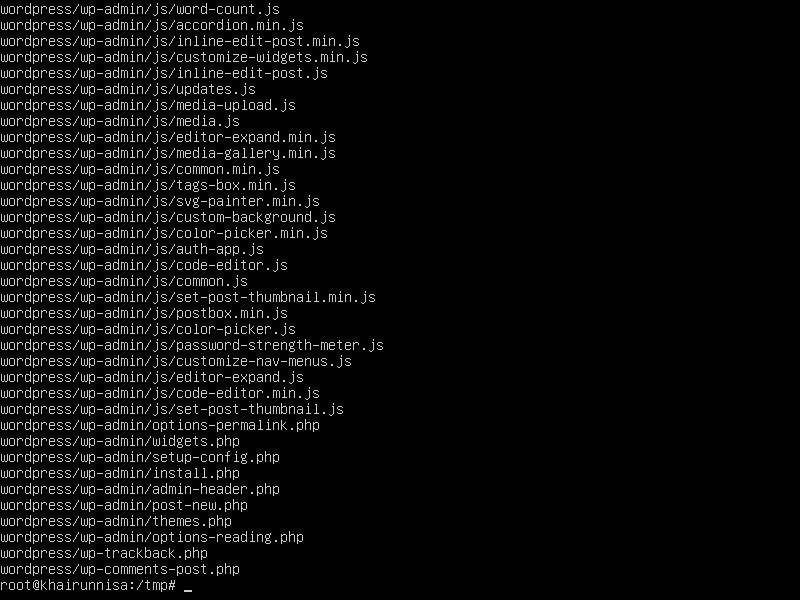 wordpress/wp-admin/js/word-count.js
wordpress/wp-admin/js/accordion.min.js
wordpress/wp-admin/js/inline-edit-post.min.js
wordpress/wp-admin/js/customize-widgets.min.js
wordpress/wp-admin/js/inline-edit-post.js
wordpress/wp-admin/js/updates.js
wordpress/wp-admin/js/media-upload.js
wordpress/wp-admin/js/media.js
wordpress/wp-admin/js/editor-expand.min.js
wordpress/wp-admin/js/media-gallery.min.js
wordpress/wp-admin/js/common.min.js
wordpress/wp-admin/js/tags-box.min.js
wordpress/wp-admin/js/svg-painter.min.js
wordpress/wp-admin/js/custom-background.js
wordpress/wp-admin/js/color-picker.min.js
wordpress/wp-admin/js/auth-app.js
wordpress/wp-admin/js/code-editor.js
wordpress/wp-admin/js/common.js
wordpress/wp-admin/js/set-post-thumbnail.min.js
wordpress/wp-admin/js/postbox.min.js
wordpress/wp-admin/js/color-picker.js
wordpress/wp-admin/js/password-strength-meter.js
wordpress/wp-admin/js/customize-nav-menus.js
wordpress/wp-admin/js/editor-expand.js
wordpress/wp-admin/js/code-editor.min.js
wordpress/wp-admin/js/set-post-thumbnail.js
wordpress/wp-admin/options-permalink.php
wordpress/wp-admin/widgets.php
wordpress/wp-admin/setup-config.php
wordpress/wp-admin/install.php
wordpress/wp-admin/admin-header.php
wordpress/wp-admin/post-new.php
wordpress/wp-admin/themes.php
wordpress/wp-admin/options-reading.php
wordpress/wp-trackback.php
wordpress/wp-comments-post.php
root@khairunnisa:/tmp# _